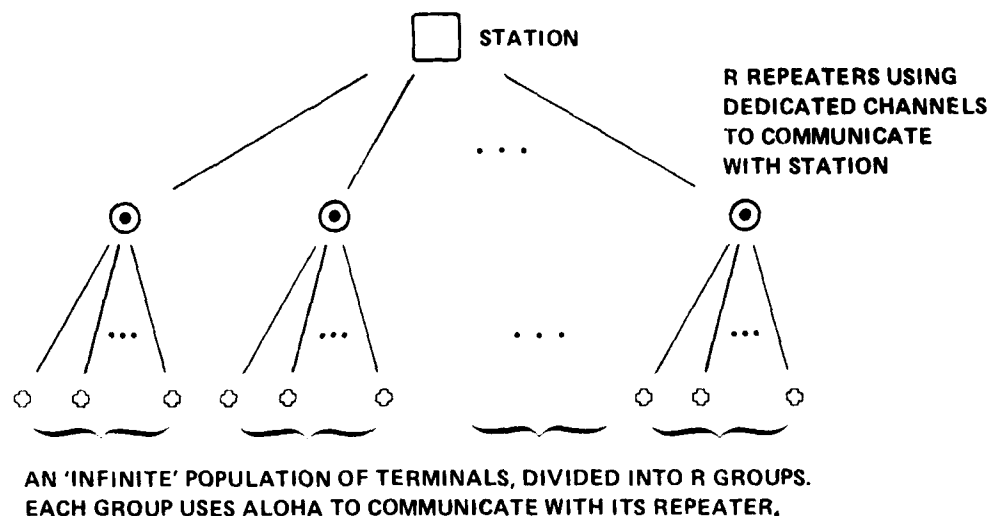 STATION
R REPEATERS USING
DEDICATED CHANNELS
TO COMMUNICATE
WITH STATION
AN 'INFINITE' POPULATION OF TERMINALS, DIVIDED INTO R GROUPS.
EACH GROUP USES ALOHA TO COMMUNICATE WITH ITS REPEATER,